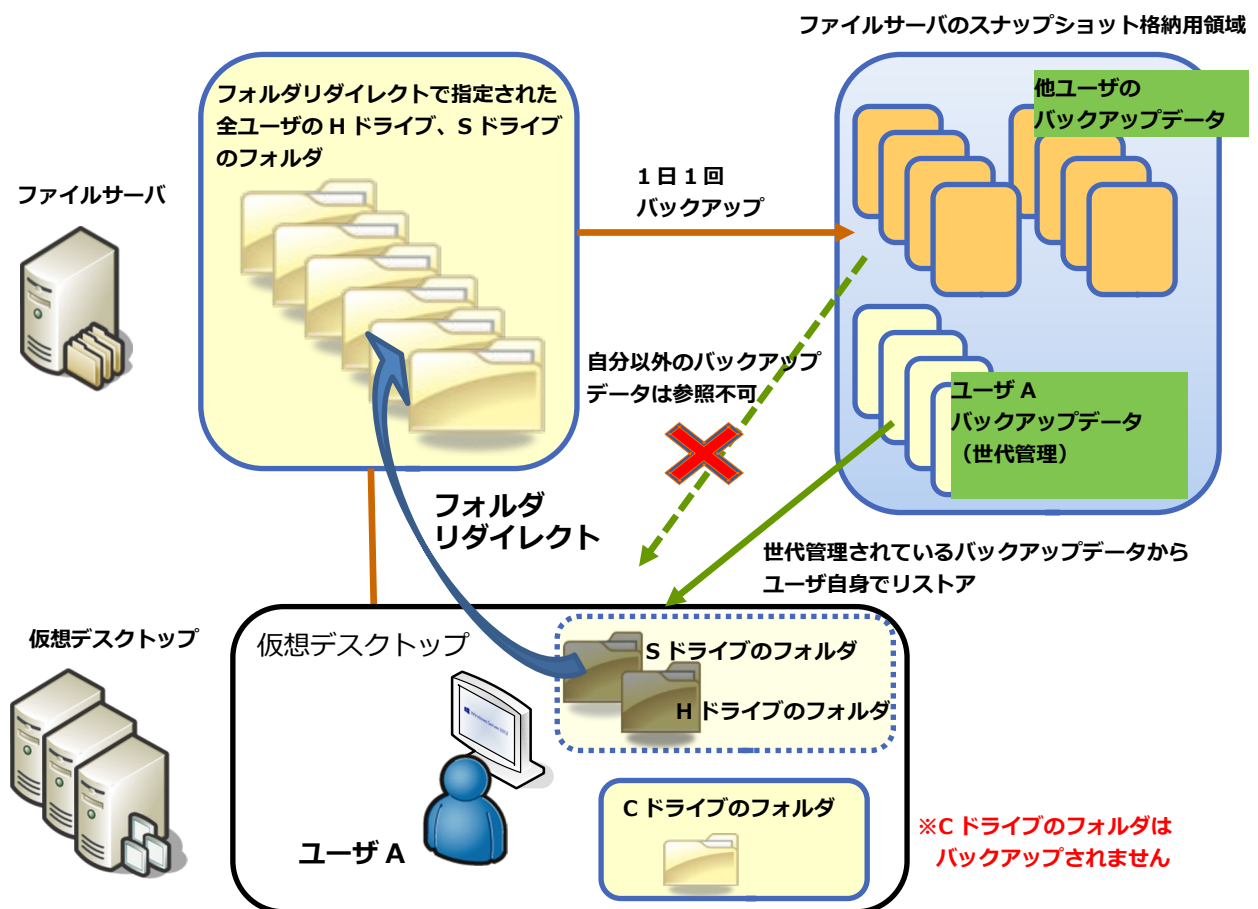 ファイルサーバのスナップショット格納用領域
フォルダリダイレクトで指定された
全ユーザの H ドライブ、S ドライブ
のフォルダ
他ユーザの
バックアップデータ
1 日 1 回
バックアップ
ファイルサーバ
自分以外のバックアップ
データは参照不可
ユーザ A
バックアップデータ
（世代管理）
フォルダ
リダイレクト
世代管理されているバックアップデータから
ユーザ自身でリストア
仮想デスクトップ
仮想デスクトップ
S ドライブのフォルダ
H ドライブのフォルダ
C ドライブのフォルダ
ユーザ A
※C ドライブのフォルダは
バックアップされません